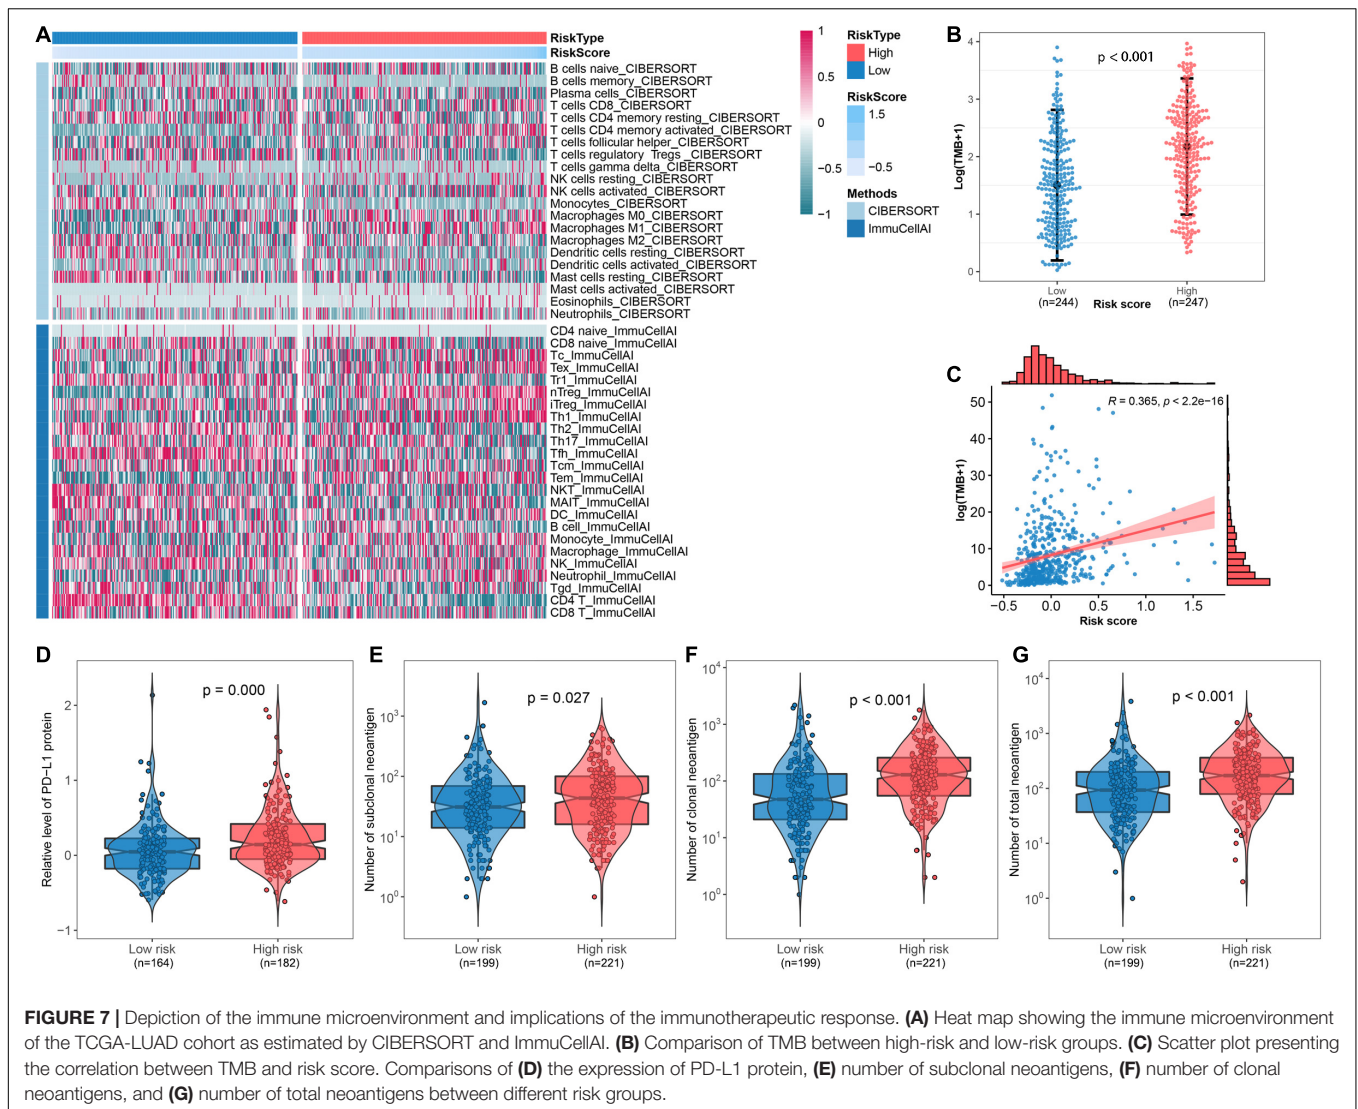 A
RiskType
RiskScore
B cells naive_CIBERSORT
B cells memory_CIBERSORT
Plasma cells_CIBERSORT
T cells CD8_CIBERSORT
T cells CD4 memory resting_CIBERSORT
T cells CD4 memory activated_CIBERSORT
T cells follicular helper_CIBERSORT
T cells regulatory Tregs _CIBERSORT
T cells gamma delta_CIBERSORT
NK cells resting_CIBERSORT
NK cells activated_CIBERSORT
Monocytes_CIBERSORT
Macrophages M0_CIBERSORT
Macrophages M1_CIBERSORT
Macrophages M2_CIBERSORT
Dendritic cells resting_CIBERSORT
Dendritic cells activated_CIBERSORT
Mast cells resting_CIBERSORT
Mast cells activated_CIBERSORT
Eosinophils_CIBERSORT
Neutrophils_CIBERSORT
CD4 naive_ImmuCellAI
CD8 naive_ImmuCellAI
Tc_ImmuCellAI
Tex_ImmuCellAI
Tr1_ImmuCellAI
nTreg_ImmuCellAI
iTreg_ImmuCellAI
Th1_ImmuCellAI
Th2_ImmuCellAI
Th17_ImmuCellAI
Tfh_ImmuCellAI
Tcm_ImmuCellAI
Tem_ImmuCellAI
NKT_ImmuCellAI
MAIT_ImmuCellAI
DC_ImmuCellAI
B cell_ImmuCellAI
Monocyte_ImmuCellAI
Macrophage_ImmuCellAI
NK_ImmuCellAI
Neutrophil_ImmuCellAI
Tgd_ImmuCellAI
CD4 T_ImmuCellAI
CD8 T_ImmuCellAI
1
0.5
0
−0.5
−1
RiskType
High
Low
RiskScore
1.5
−0.5
Methods
CIBERSORT
ImmuCellAI
B
p < 0.001
Log(TMB+1)
4
3
2
1
0
Low
(n=244)
Risk score
High
(n=247)
C
R = 0.365, p < 2.2e−16
log(TMB+1)
50
40
30
20
10
0
−0.5 0.0 0.5 1.0 1.5
Risk score
D
p = 0.000
Relative level of PD−L1 protein
2
1
0
−1
Low risk
(n=164)
High risk
(n=182)
E
p = 0.027
Number of subclonal neoantigen
10³
10²
10¹
10⁰
Low risk
(n=199)
High risk
(n=221)
F
p < 0.001
Number of clonal neoantigen
10⁴
10³
10²
10¹
10⁰
Low risk
(n=199)
High risk
(n=221)
G
p < 0.001
Number of total neoantigen
10⁴
10³
10²
10¹
10⁰
Low risk
(n=199)
High risk
(n=221)
FIGURE 7 | Depiction of the immune microenvironment and implications of the immunotherapeutic response. (A) Heat map showing the immune microenvironment
of the TCGA-LUAD cohort as estimated by CIBERSORT and ImmuCellAI. (B) Comparison of TMB between high-risk and low-risk groups. (C) Scatter plot presenting
the correlation between TMB and risk score. Comparisons of (D) the expression of PD-L1 protein, (E) number of subclonal neoantigens, (F) number of clonal
neoantigens, and (G) number of total neoantigens between different risk groups.